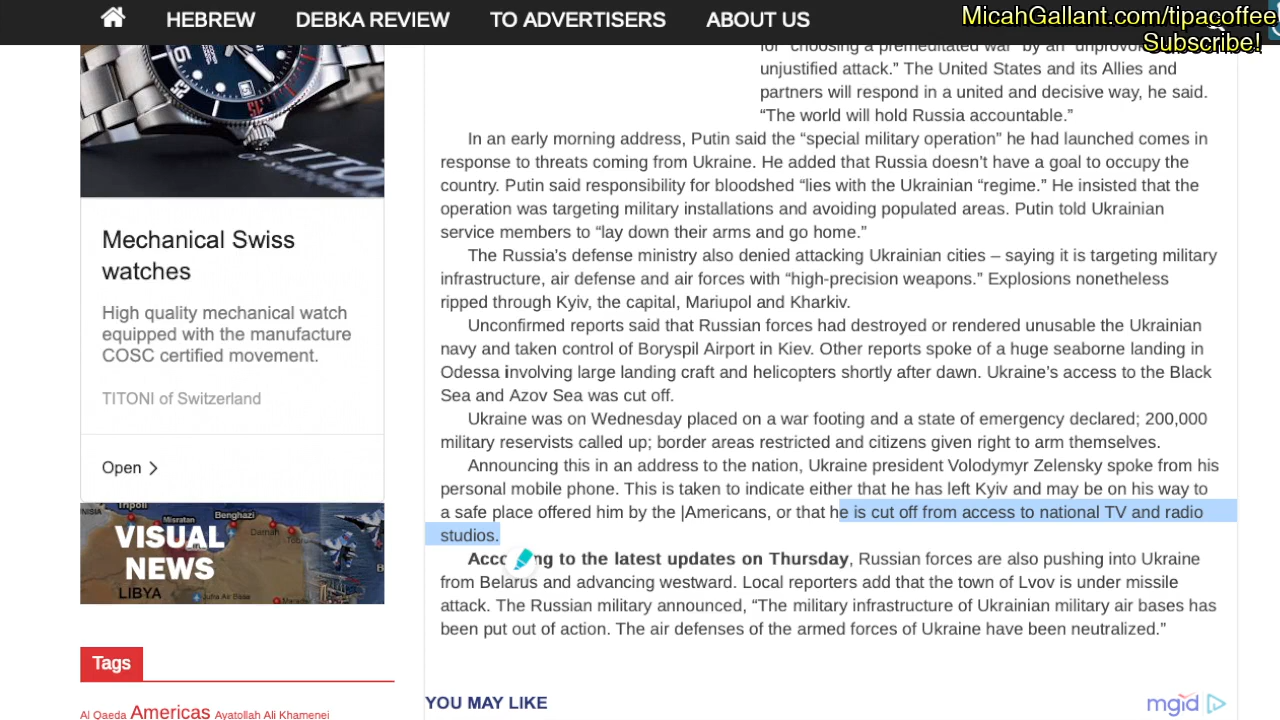 HEBREW DEBKA REVIEW TO ADVERTISERS ABOUT US
MicahGallant.com/tipacoffee
Subscribe!
for “choosing a premeditated war” by an
unjustified attack.” The United States and its Allies and
partners will respond in a united and decisive way, he said.
“The world will hold Russia accountable.”
In an early morning address, Putin said the “special military operation” he had launched comes in
response to threats coming from Ukraine. He added that Russia doesn’t have a goal to occupy the
country. Putin said responsibility for bloodshed “lies with the Ukrainian “regime.” He insisted that the
operation was targeting military installations and avoiding populated areas. Putin told Ukrainian
service members to “lay down their arms and go home.”
The Russia’s defense ministry also denied attacking Ukrainian cities – saying it is targeting military
infrastructure, air defense and air forces with “high-precision weapons.” Explosions nonetheless
ripped through Kyiv, the capital, Mariupol and Kharkiv.
Unconfirmed reports said that Russian forces had destroyed or rendered unusable the Ukrainian
navy and taken control of Boryspil Airport in Kiev. Other reports spoke of a huge seaborne landing in
Odessa involving large landing craft and helicopters shortly after dawn. Ukraine’s access to the Black
Sea and Azov Sea was cut off.
Ukraine was on Wednesday placed on a war footing and a state of emergency declared; 200,000
military reservists called up; border areas restricted and citizens given right to arm themselves.
Announcing this in an address to the nation, Ukraine president Volodymyr Zelensky spoke from his
personal mobile phone. This is taken to indicate either that he has left Kyiv and may be on his way to
a safe place offered him by the |Americans, or that he is cut off from access to national TV and radio
studios.
According to the latest updates on Thursday, Russian forces are also pushing into Ukraine
from Belarus and advancing westward. Local reporters add that the town of Lvov is under missile
attack. The Russian military announced, “The military infrastructure of Ukrainian military air bases has
been put out of action. The air defenses of the armed forces of Ukraine have been neutralized.”
YOU MAY LIKE
mgid
TITONI
Mechanical Swiss
watches
High quality mechanical watch
equipped with the manufacture
COSC certified movement.
TITONI of Switzerland
Open
Tripoli
Misratan
Benghazi
Darnah
VISUAL
NEWS
LIBYA
Tags
Al Qaeda Americas Ayatollah Ali Khamenei